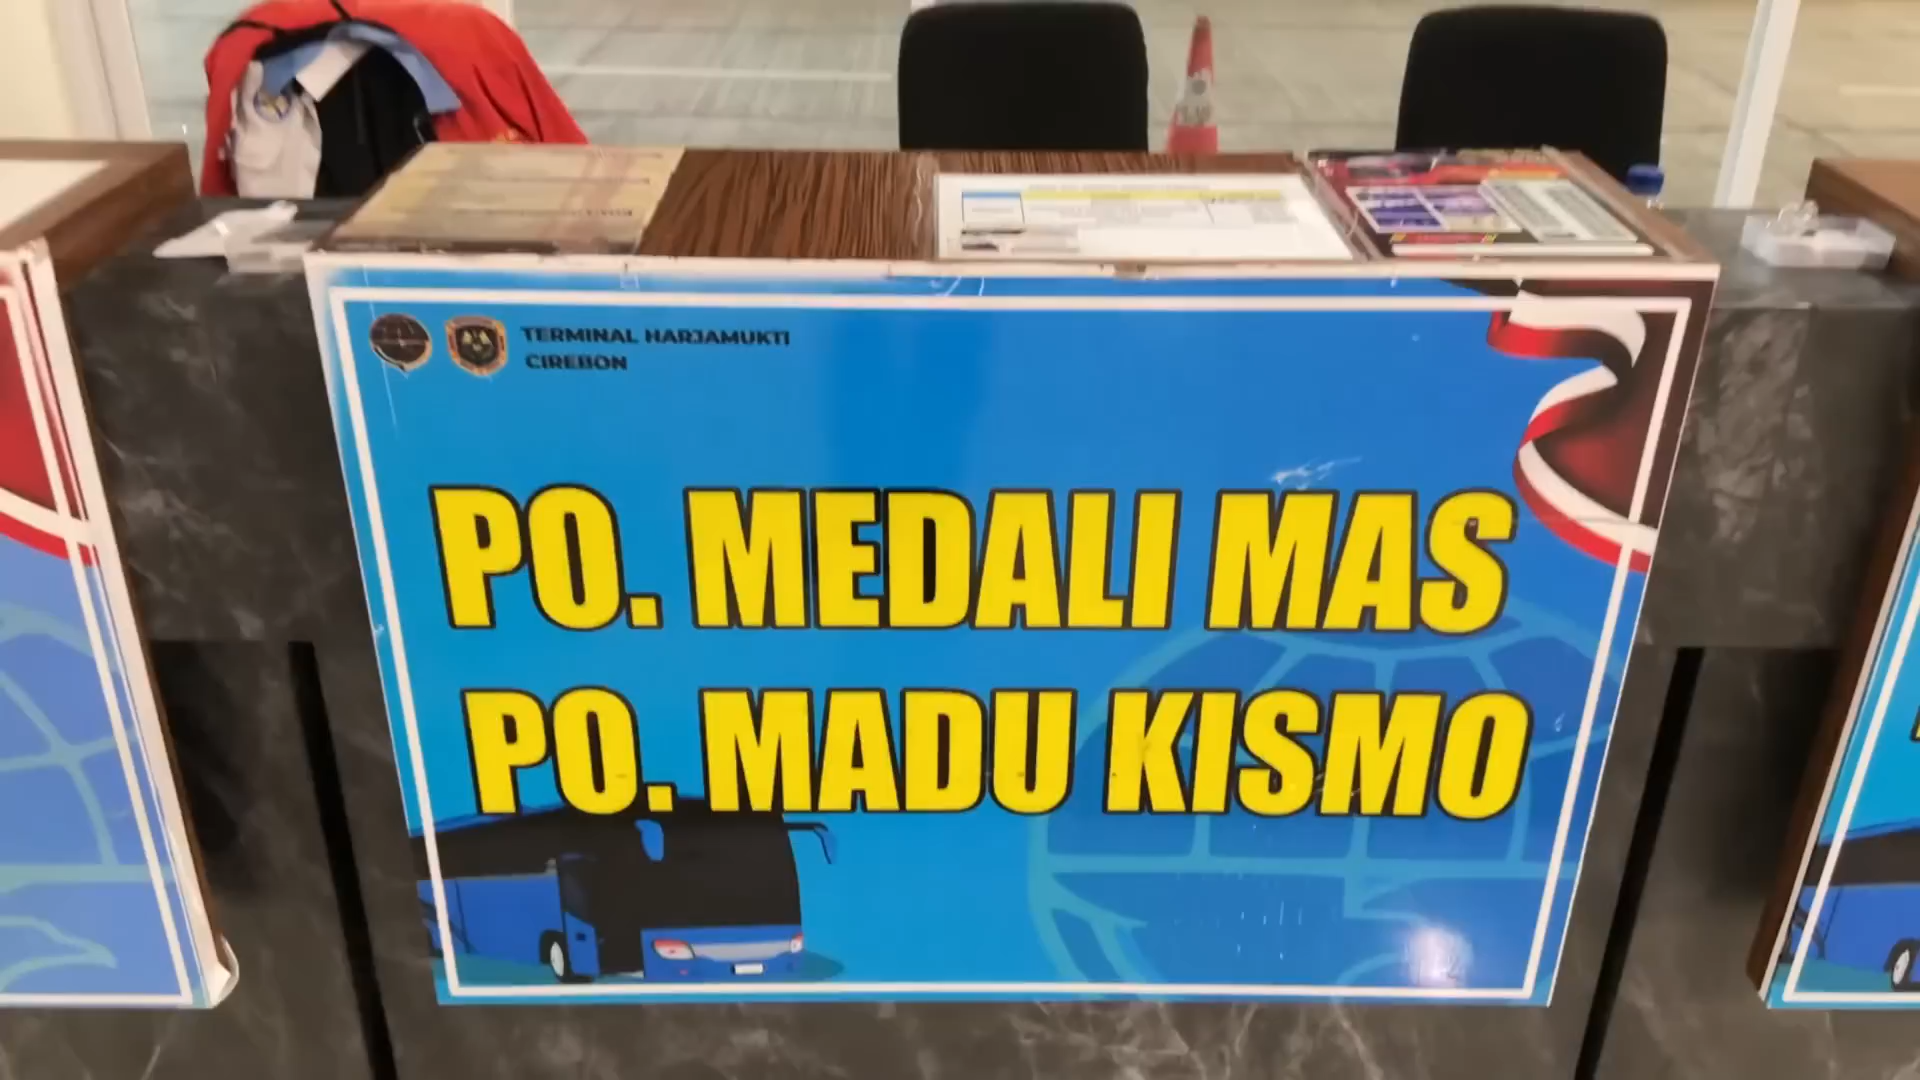 TERMINAL HARJAMUKTI
CIREBON
PO. MEDALI MAS
PO. MADU KISMO